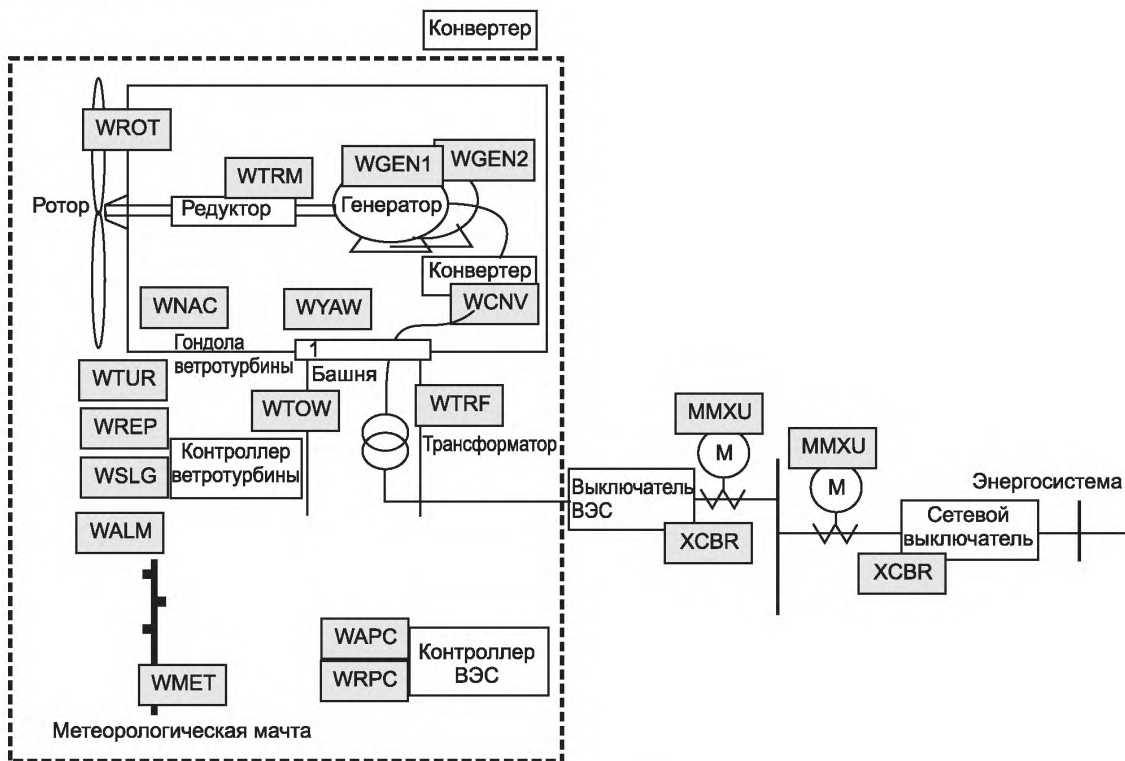 Конвертер
WROT
WGEN1
WGEN2
WTRM
Ротор
Редуктор
Генератор
Конвертер
WCNV
WNAC
WYAW
Гондола
ветротурбины
1
Башня
WTUR
WTOW
WTRF
WREP
Контроллер
ветротурбины
Трансформатор
WSLG
WALM
MMXU
M
MMXU
M
Выключатель
ВЭС
XCBR
Энергосистема
Сетевой
выключатель
XCBR
WAPC
WRPC
Контроллер
ВЭС
WMET
Метеорологическая мачта